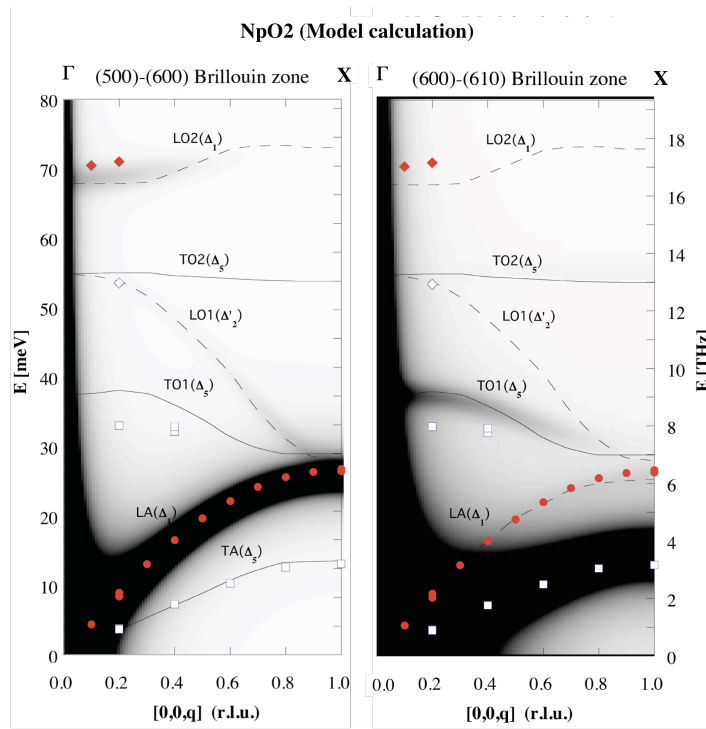 NpO2 (Model calculation)
Γ (500)-(600) Brillouin zone X
Γ (600)-(610) Brillouin zone X
80
70
60
50
40
30
20
10
0
E [meV]
LO2(Δ₁)
TO2(Δ₅)
LO1(Δ'₂)
TO1(Δ₅)
LA(Δ₁)
TA(Δ₅)
0.0 0.2 0.4 0.6 0.8 1.0
[0,0,q] (r.l.u.)
LO2(Δ₁)
TO2(Δ₅)
LO1(Δ'₂)
TO1(Δ₅)
LA(Δ₁)
18
16
14
12
10
8
6
4
2
0
E [THz]
0.0 0.2 0.4 0.6 0.8 1.0
[0,0,q] (r.l.u.)